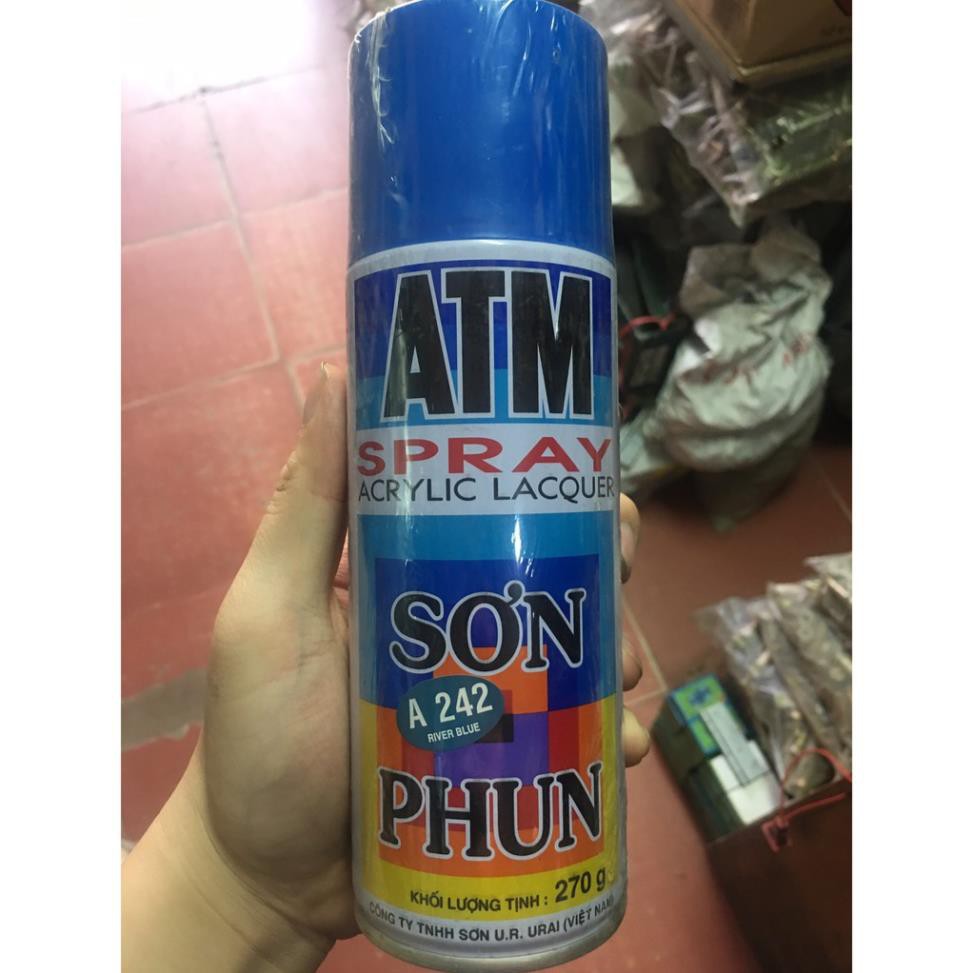 ATM
SPRAY
ACRYLIC LACQUER
SƠN
A 242
RIVER BLUE
PHUN
KHỐI LƯỢNG TỊNH : 270 g
CÔNG TY TNHH SƠN U.R. URAI (VIỆT NAM)